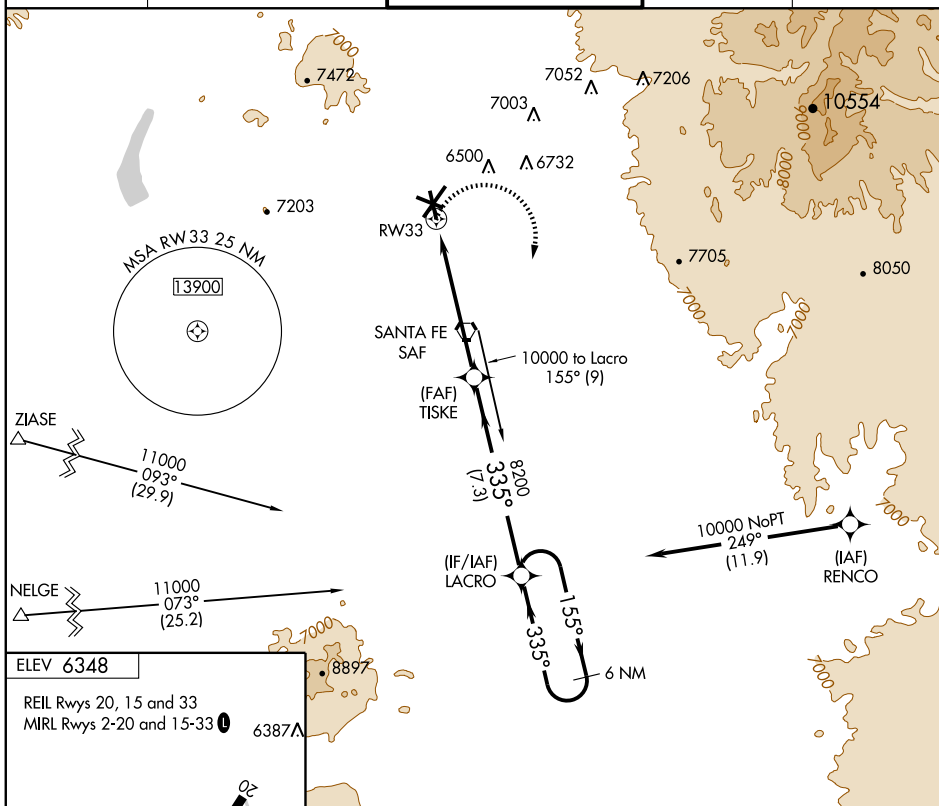 7000
7472
7052
7206
7003
10554
9000
6500
6732
8000
7203
RW33
MSA RW33 25 NM
13900
7705
8050
7000
7000
SANTA FE
SAF
10000 to Lacro
155° (9)
(FAF)
TISKE
ZIASE
11000
093°
(29.9)
8200
335°
(7.3)
10000 NoPT
249°
(11.9)
7000
(IAF)
RENCO
(IF/IAF)
LACRO
NELGE
11000
073°
(25.2)
155°
335°
6 NM
7000
8897
7000
ELEV 6348
REIL Rwys 20, 15 and 33
MIRL Rwys 2-20 and 15-33 L
6387
20